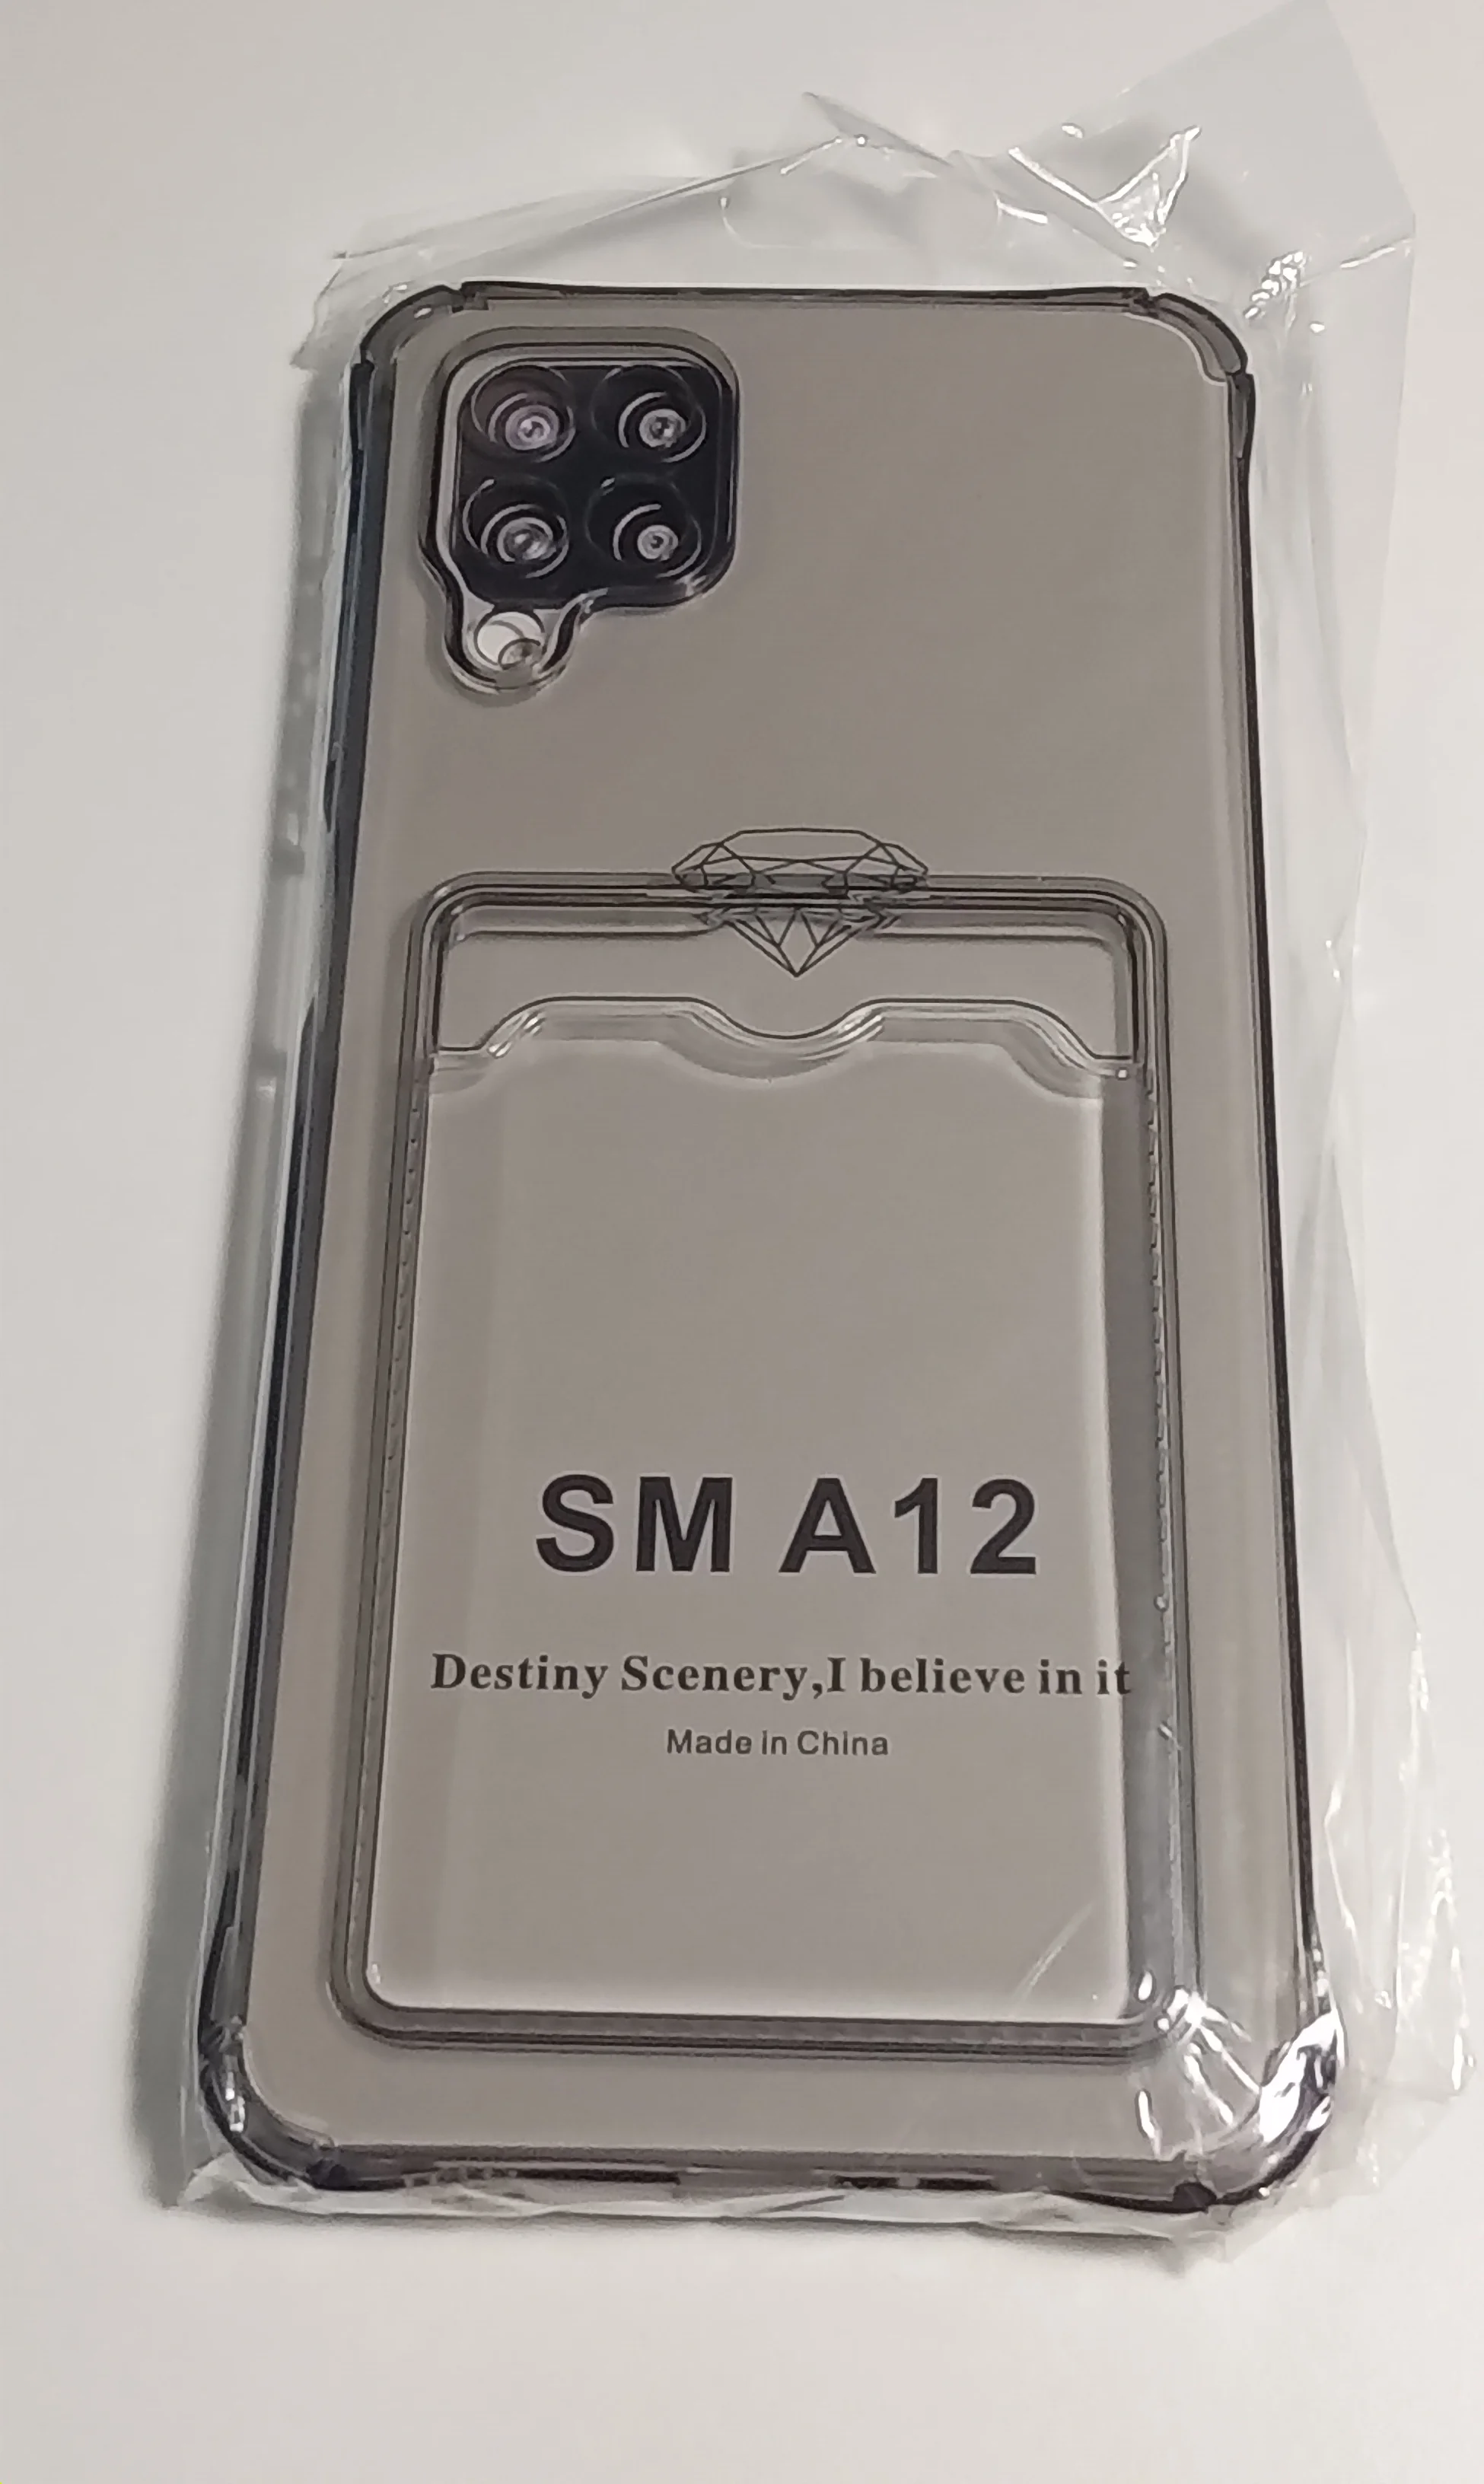 SM A12
Destiny Scenery,I believe in it
Made in China